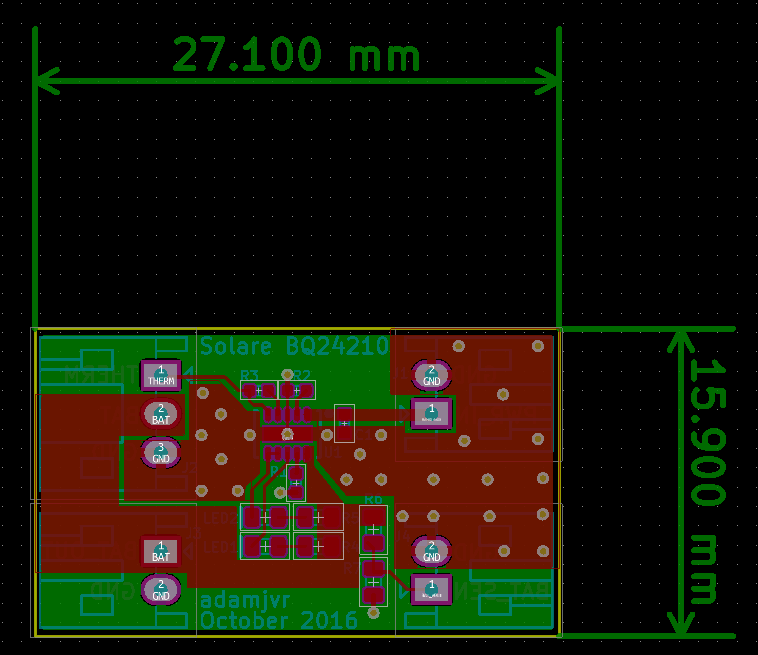 27.100 mm
15.900 mm
Solare BQ24210
R3
R2
1
THERM
2
BAT
3
GND
2
GND
1
R6
1
BAT
2
GND
2
GND
1
adamjvr
October 2016